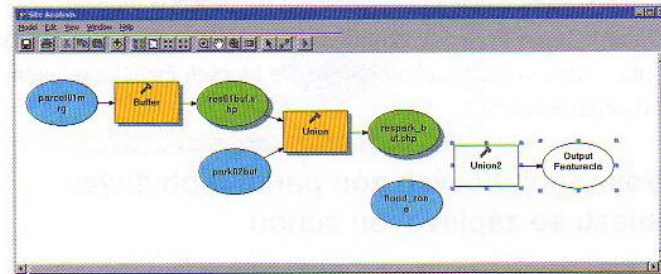 Site Analysis
Model Edit View Window Help
parcel01m
rg
Buffer
res01buf.s
hp
Union
park02buf
respark_b
uf.shp
flood_zon
e
Union2
Output
Featurecla